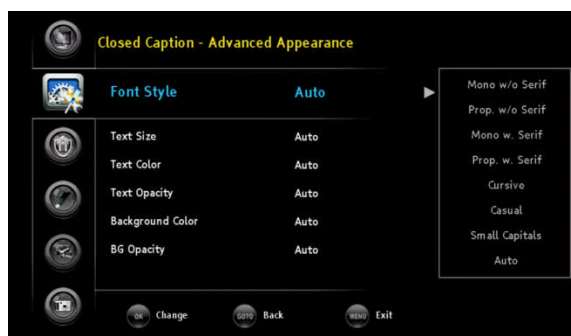 Closed Caption - Advanced Appearance
Font Style Auto
Text Size Auto
Text Color Auto
Text Opacity Auto
Background Color Auto
BG Opacity Auto
Mono w/o Serif
Prop. w/o Serif
Mono w. Serif
Prop. w. Serif
Cursive
Casual
Small Capitals
Auto
OK Change GOTO Back MENU Exit